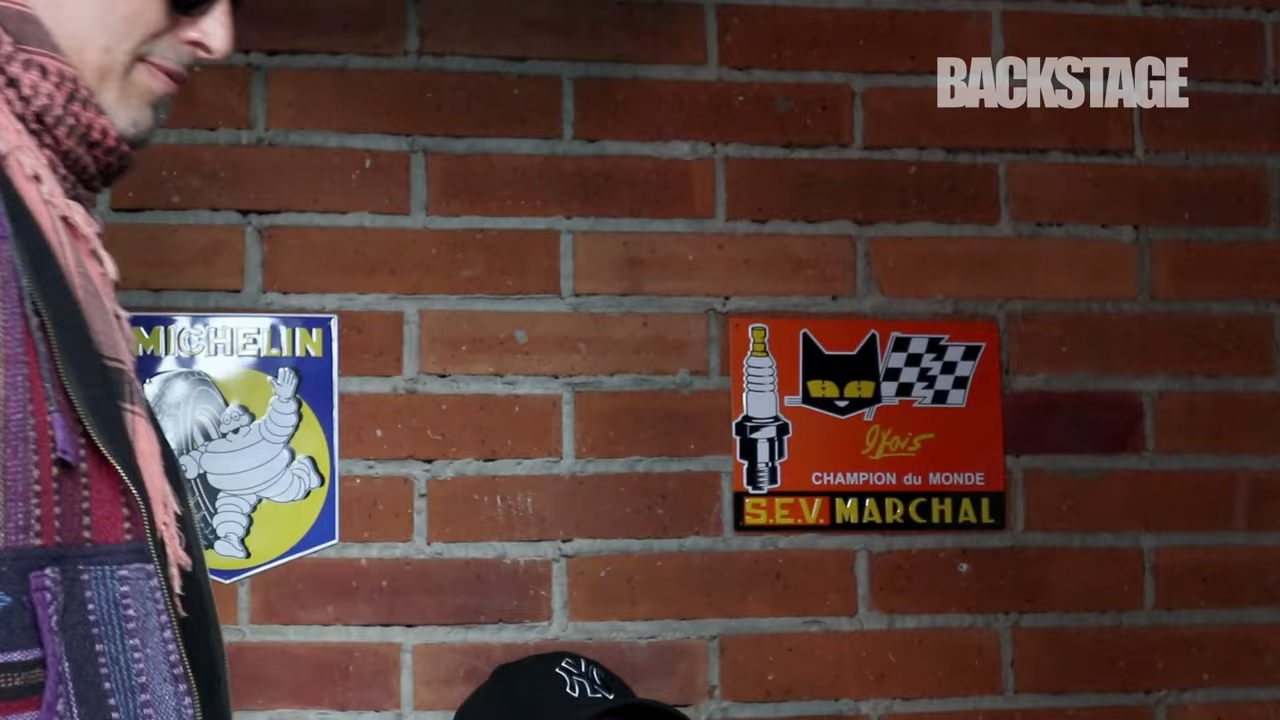 BACKSTAGE
MICHELIN
9 fois
CHAMPION du MONDE
S.E.V. MARCHAL
NY